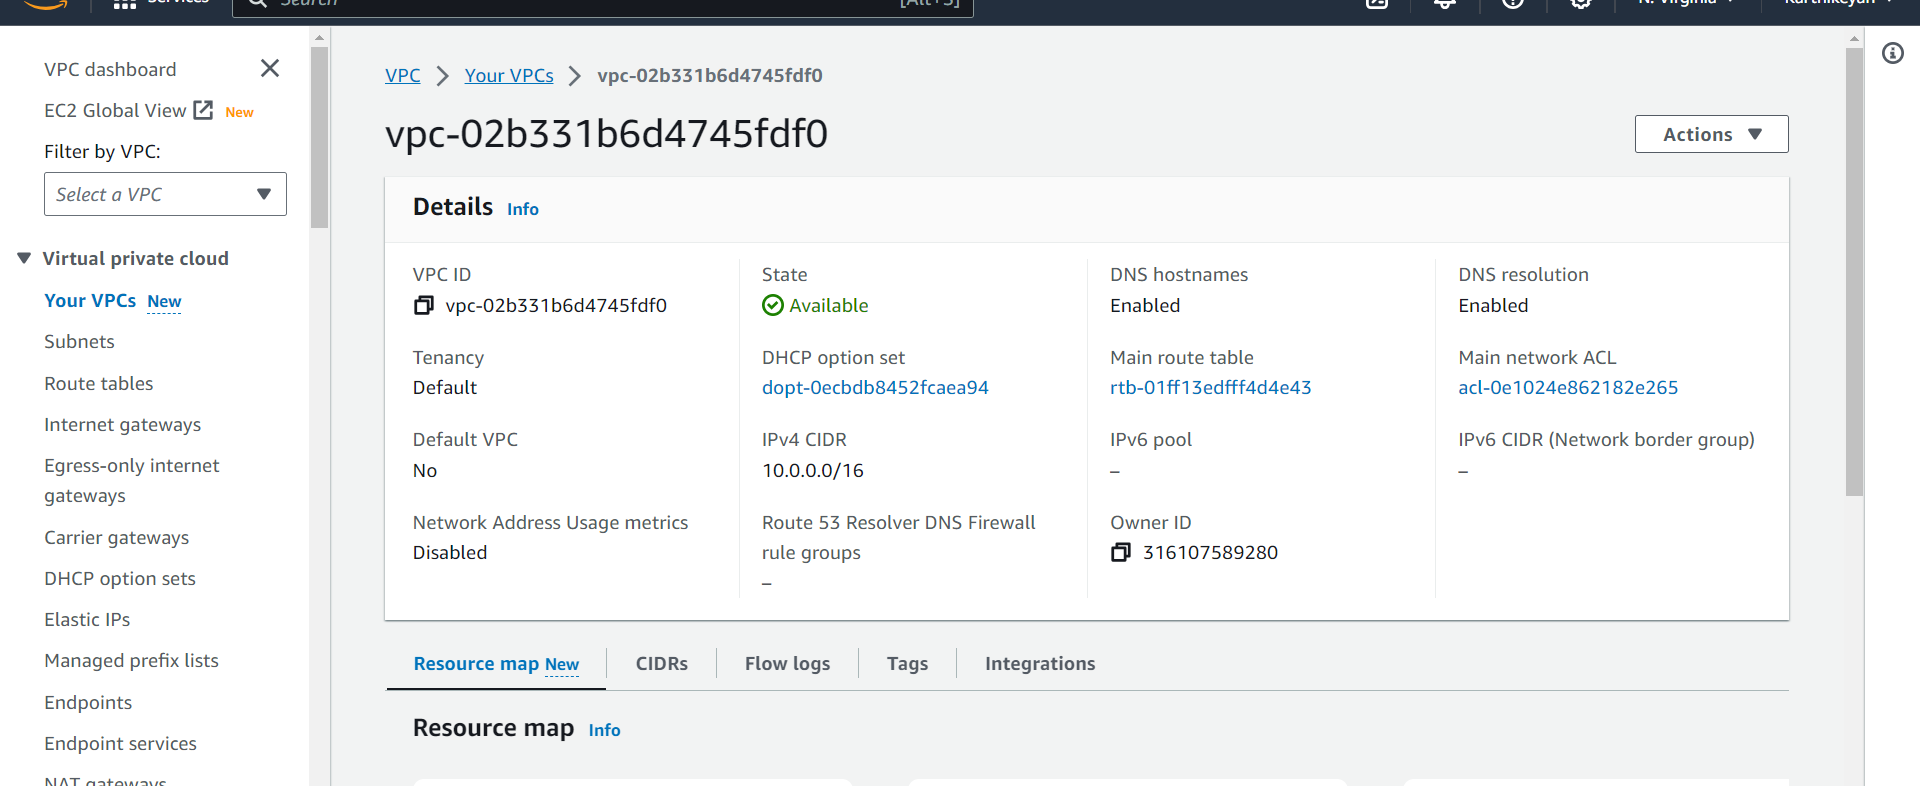 Services
Search
[Alt+S]
N. Virginia
Karthikeyan
VPC dashboard
EC2 Global View New
Filter by VPC:
Select a VPC
Virtual private cloud
Your VPCs New
Subnets
Route tables
Internet gateways
Egress-only internet
gateways
Carrier gateways
DHCP option sets
Elastic IPs
Managed prefix lists
Endpoints
Endpoint services
NAT gateways
VPC
Your VPCs
vpc-02b331b6d4745fdf0
vpc-02b331b6d4745fdf0
Actions
Details Info
VPC ID
vpc-02b331b6d4745fdf0
State
Available
DNS hostnames
Enabled
DNS resolution
Enabled
Tenancy
Default
DHCP option set
dopt-0ecbdb8452fcaea94
Main route table
rtb-01ff13edfff4d4e43
Main network ACL
acl-0e1024e862182e265
Default VPC
No
IPv4 CIDR
10.0.0.0/16
IPv6 pool
–
IPv6 CIDR (Network border group)
–
Network Address Usage metrics
Disabled
Route 53 Resolver DNS Firewall
rule groups
–
Owner ID
316107589280
Resource map New
CIDRs
Flow logs
Tags
Integrations
Resource map Info